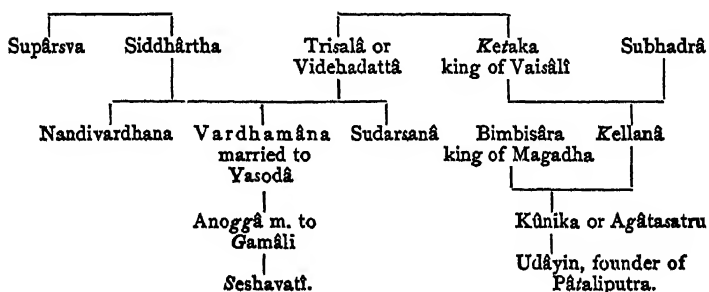 Supârsva Siddhârtha Trisalâ or Ketaka Subhadrâ
Videhadattâ king of Vaisâlî
Nandivardhana Vardhamâna Sudarsanâ Bimbisâra Kellanâ
married to king of Magadha
Yasodâ
Anoggâ m. to Kûnika or Agâtasatru
Gamâli
Udâyin, founder of
Seshavatî. Pâtaliputra.